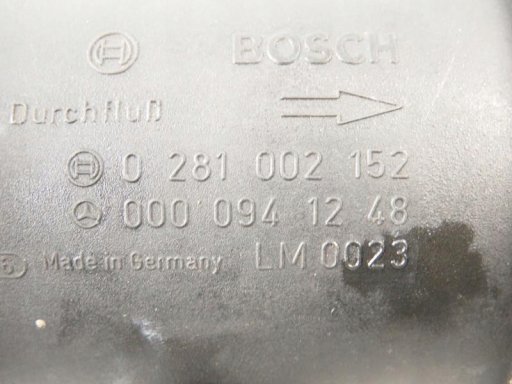 BOSCH
Durchfluß
0 281 002 152
000 094 12 48
Made in Germany LM 0023